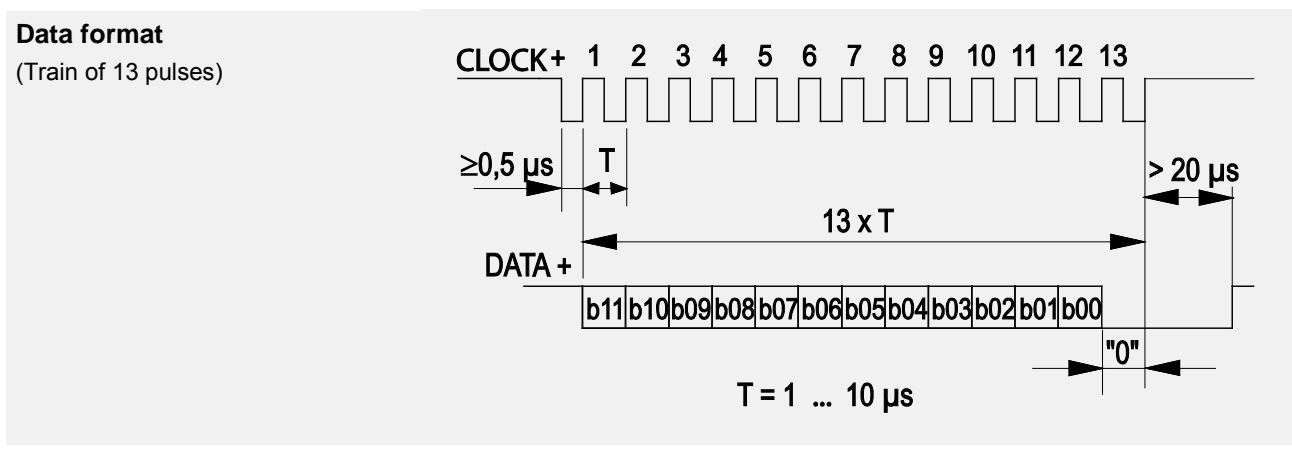 Data format
(Train of 13 pulses)
CLOCK+ 1 2 3 4 5 6 7 8 9 10 11 12 13
≥0,5 µs T > 20 µs
13 x T
DATA +
b11 b10 b09 b08 b07 b06 b05 b04 b03 b02 b01 b00
"0"
T = 1 ... 10 µs